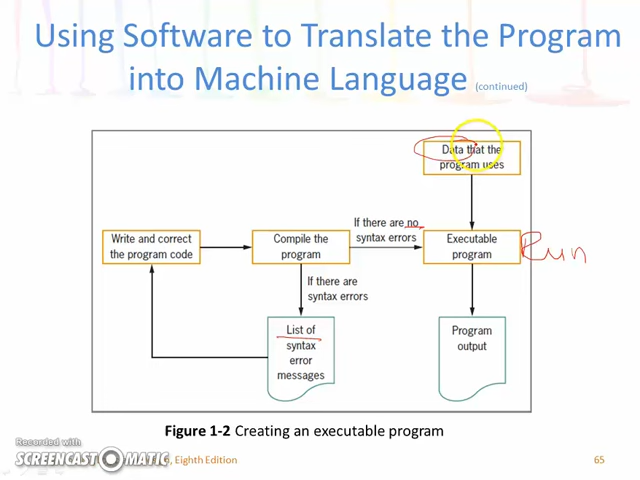 Using Software to Translate the Program
into Machine Language (continued)
Data that the
program uses
If there are no
syntax errors
Write and correct
the program code
Compile the
program
Executable
program
Run
If there are
syntax errors
List of
syntax
error
messages
Program
output
Figure 1-2 Creating an executable program
Recorded with
SCREENCAST MATIC
Eighth Edition
65